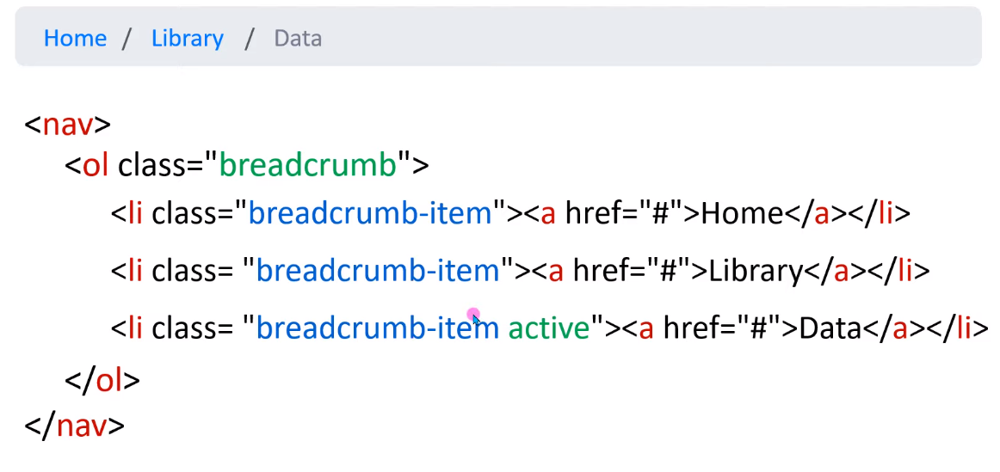 Home / Library / Data
<nav>
<ol class="breadcrumb">
<li class="breadcrumb-item"><a href="#">Home</a></li>
<li class= "breadcrumb-item"><a href="#">Library</a></li>
<li class= "breadcrumb-item active"><a href="#">Data</a></li>
</ol>
</nav>